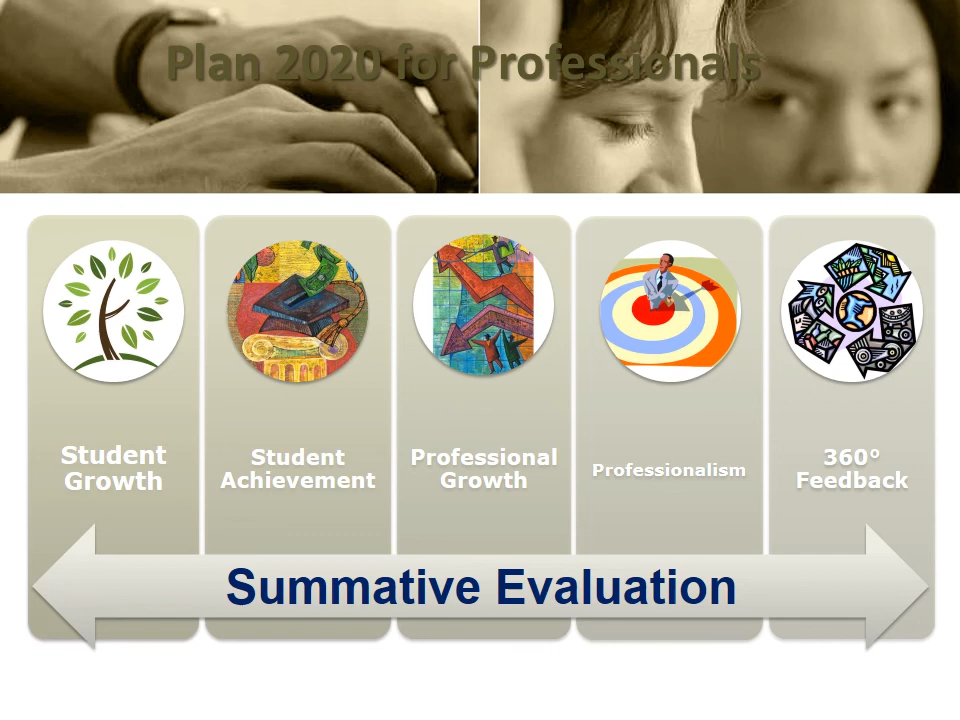 Plan 2020 for Professionals
Student
Growth
Student
Achievement
Professional
Growth
Professionalism
360°
Feedback
Summative Evaluation